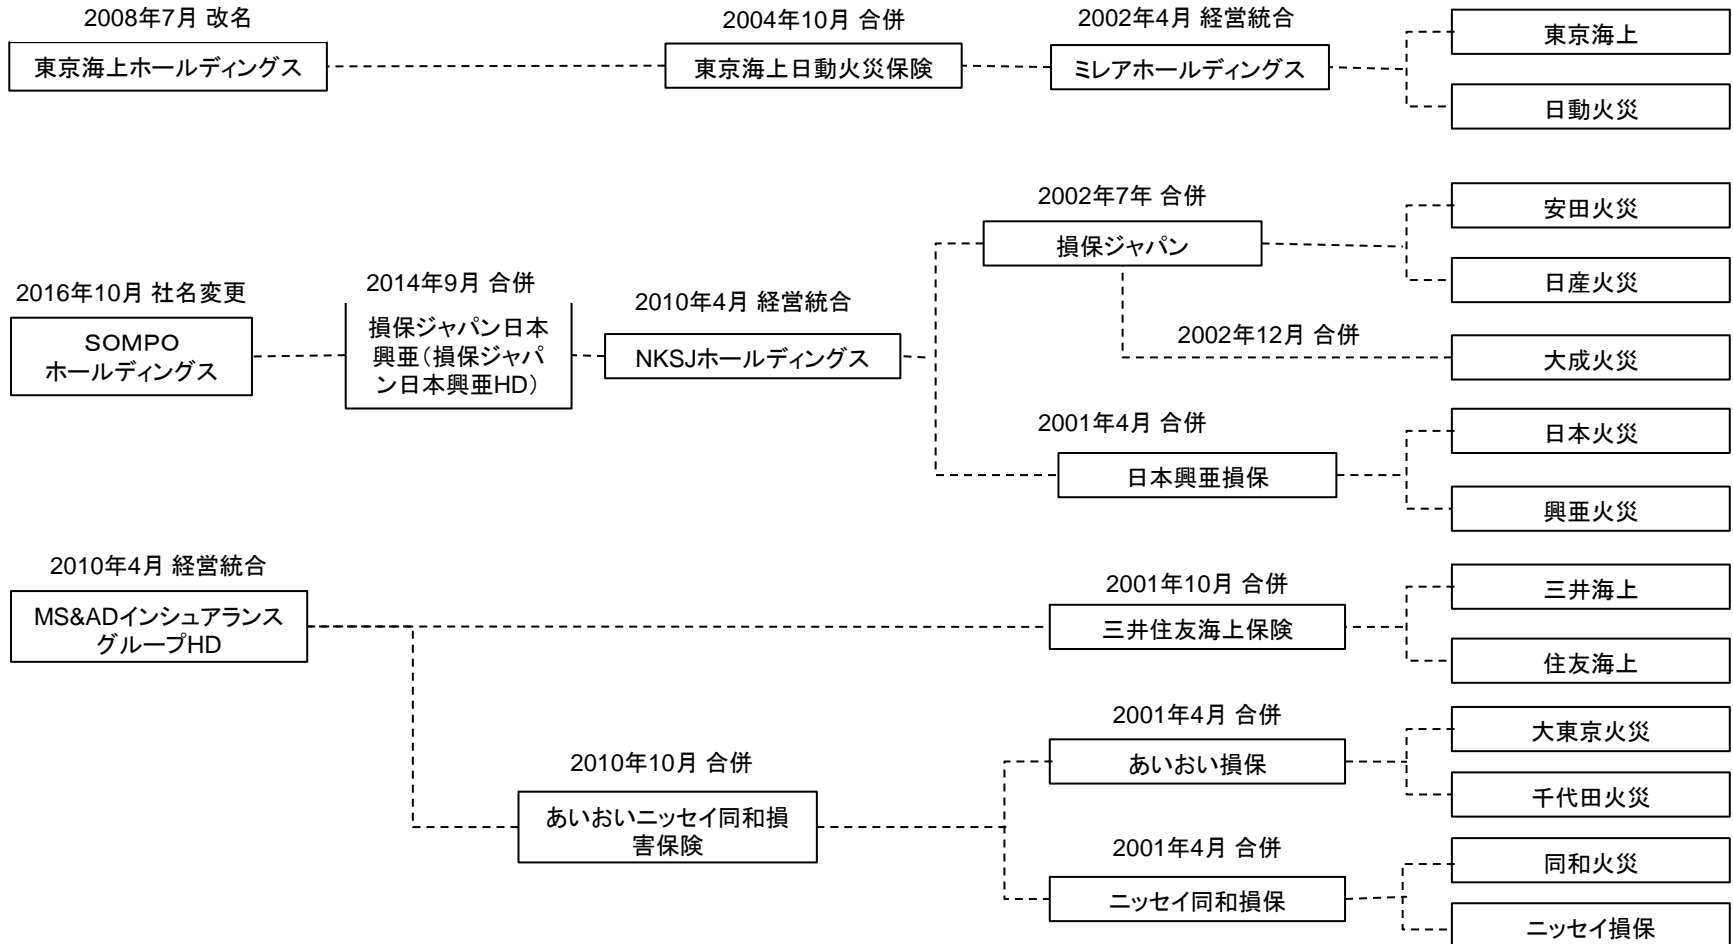 2008年7月 改名
東京海上ホールディングス
2004年10月 合併
東京海上日動火災保険
2002年4月 経営統合
ミレアホールディングス
東京海上
日動火災
2016年10月 社名変更
SOMPO
ホールディングス
2014年9月 合併
損保ジャパン日本
興亜（損保ジャパ
ン日本興亜HD）
2010年4月 経営統合
NKSJホールディングス
2002年7年 合併
損保ジャパン
安田火災
日産火災
2002年12月 合併
大成火災
2001年4月 合併
日本興亜損保
日本火災
興亜火災
2010年4月 経営統合
MS&ADインシュアランス
グループHD
2001年10月 合併
三井住友海上保険
三井海上
住友海上
2010年10月 合併
あいおいニッセイ同和損
害保険
2001年4月 合併
あいおい損保
大東京火災
千代田火災
2001年4月 合併
ニッセイ同和損保
同和火災
ニッセイ損保